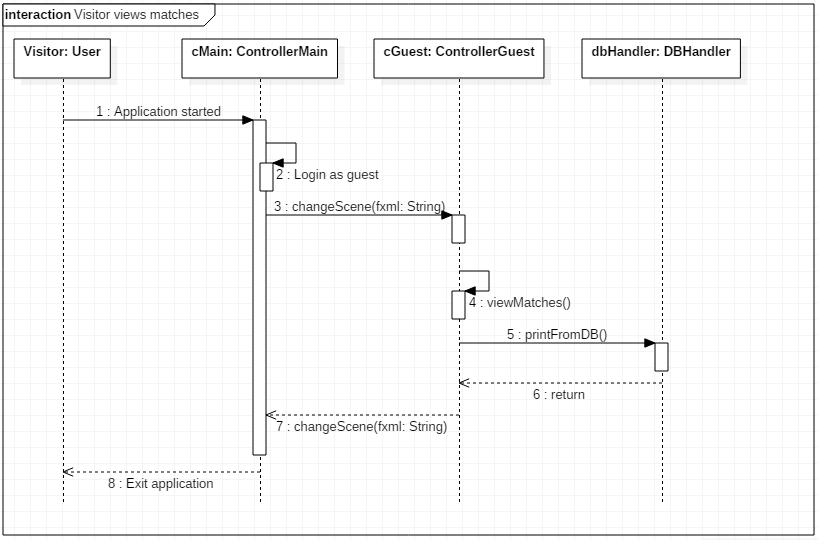 interaction Visitor views matches
Visitor: User
cMain: ControllerMain
cGuest: ControllerGuest
dbHandler: DBHandler
1 : Application started
2 : Login as guest
3 : changeScene(fxml: String)
4 : viewMatches()
5 : printFromDB()
6 : return
7 : changeScene(fxml: String)
8 : Exit application